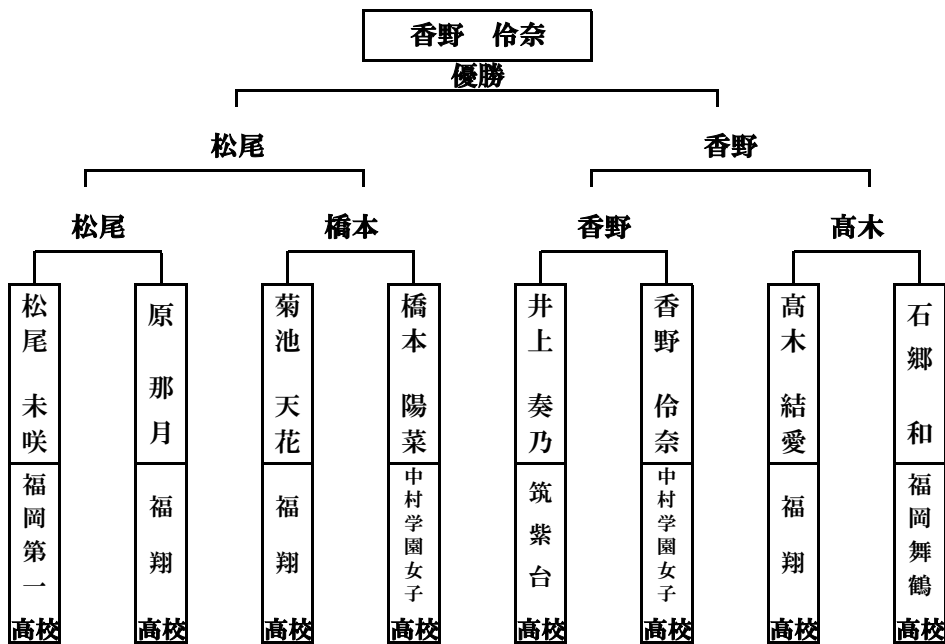 香野　伶奈
優勝
松尾
香野
松尾
橋本
香野
髙木
松尾　未咲
福岡第一
高校
原　那月
福翔
高校
菊池　天花
福翔
高校
橋本　陽菜
中村学園女子
高校
井上　奏乃
筑紫台
高校
香野　伶奈
中村学園女子
高校
髙木　結愛
福翔
高校
石郷　和
福岡舞鶴
高校